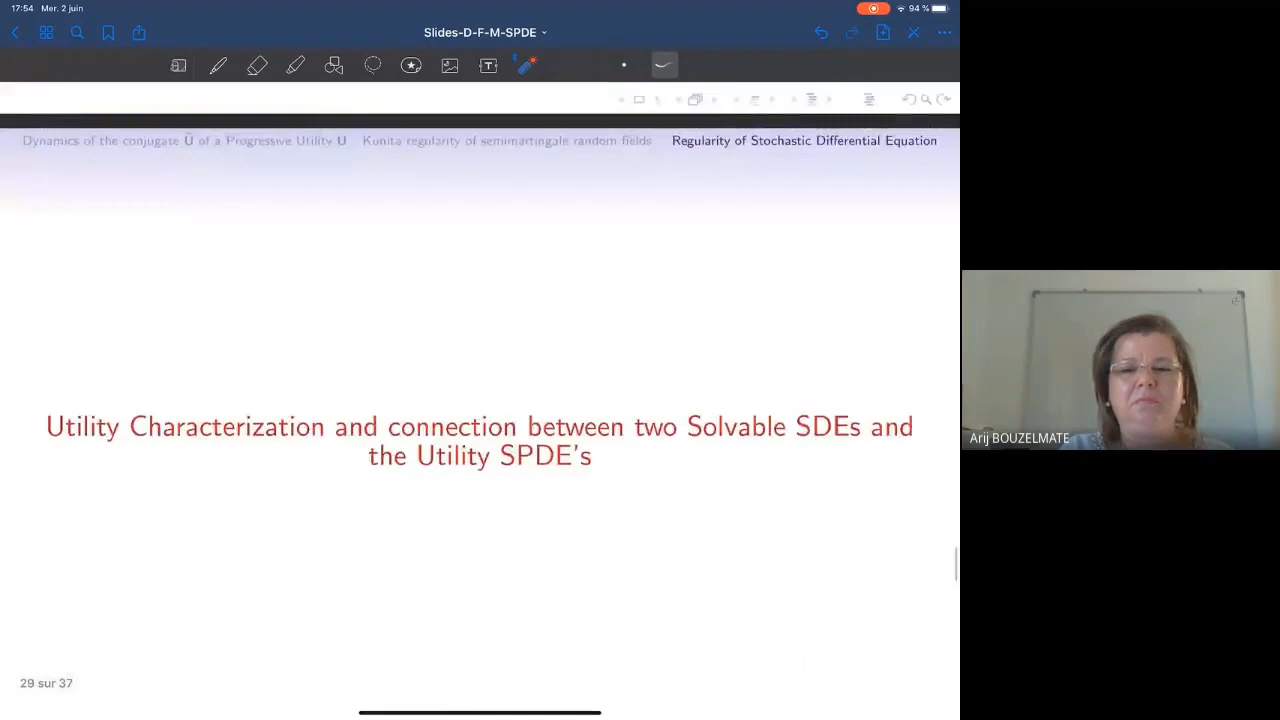 17:54 Mer. 2 juin
94 %
Slides-D-F-M-SPDE
Dynamics of the conjugate Ũ of a Progressive Utility U Kunita regularity of semimartingale random fields Regularity of Stochastic Differential Equation
Utility Characterization and connection between two Solvable SDEs and
the Utility SPDE's
Arij BOUZELMATE
29 sur 37